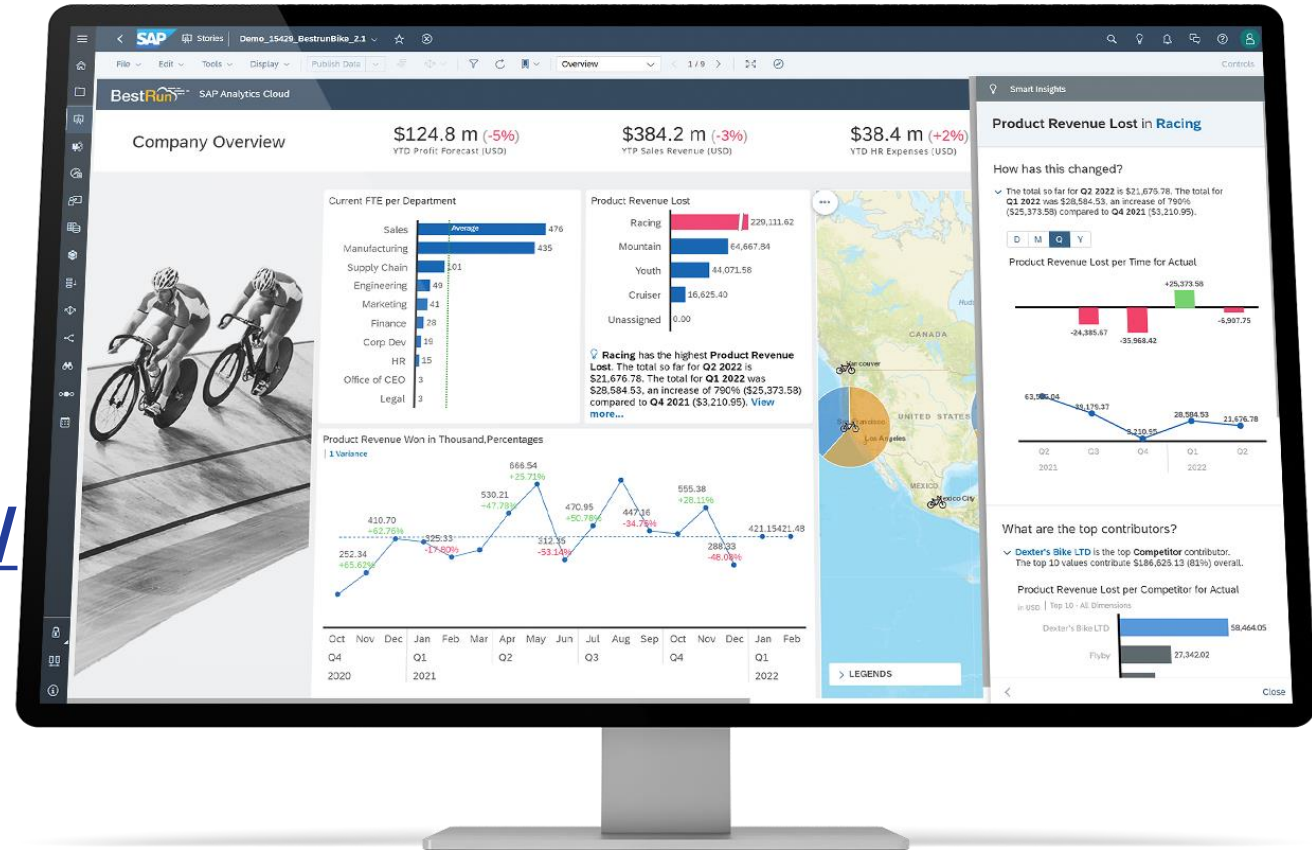 SAP Stories Demo_15429_BestrunBike_2.1
File Edit Tools Display Publish Data Overview 1/9 Controls
BestRun SAP Analytics Cloud
Company Overview
$124.8 m (-5%)
YTD Profit Forecast (USD)
$384.2 m (-3%)
YTP Sales Revenue (USD)
$38.4 m (+2%)
YTD HR Expenses (USD)
Current FTE per Department
Average
Sales 476
Manufacturing 435
Supply Chain 101
Engineering 49
Marketing 41
Finance 28
Corp Dev 19
HR 15
Office of CEO 3
Legal 3
Product Revenue Lost
Racing 229,111.62
Mountain 64,667.84
Youth 44,071.58
Cruiser 16,625.40
Unassigned 0.00
Racing has the highest Product Revenue
Lost. The total so far for Q2 2022 is
$21,676.78. The total for Q1 2022 was
$28,584.53, an increase of 790% ($25,373.58)
compared to Q4 2021 ($3,210.95). View
more...
Product Revenue Won in Thousand,Percentages
1 Variance
252.34
+65.62%
410.70
+62.76%
325.33
-17.80%
530.21
+47.78%
666.54
+25.71%
312.35
-53.14%
470.95
+50.78%
447.16
-34.75%
555.38
+28.11%
288.33
-48.08%
421.15 421.48
Oct Nov Dec Jan Feb Mar Apr May Jun Jul Aug Sep Oct Nov Dec Jan Feb
Q4 Q1 Q2 Q3 Q4 Q1
2020 2021 2022
CANADA
UNITED STATES
Los Angeles
MEXICO
Mexico City
LEGENDS
Smart Insights
Product Revenue Lost in Racing
How has this changed?
The total so far for Q2 2022 is $21,676.78. The total for
Q1 2022 was $28,584.53, an increase of 790%
($25,373.58) compared to Q4 2021 ($3,210.95).
D M Q Y
Product Revenue Lost per Time for Actual
+25,373.58
-24,385.67
-35,968.42
-6,907.75
39,179.37
3,210.95
28,584.53
21,676.78
Q2 Q3 Q4 Q1 Q2
2021 2022
What are the top contributors?
Dexter's Bike LTD is the top Competitor contributor.
The top 10 values contribute $186,626.13 (81%) overall.
Product Revenue Lost per Competitor for Actual
in USD Top 10 - All Dimensions
Dexter's Bike LTD 58,464.05
Flyby 27,342.02
Close